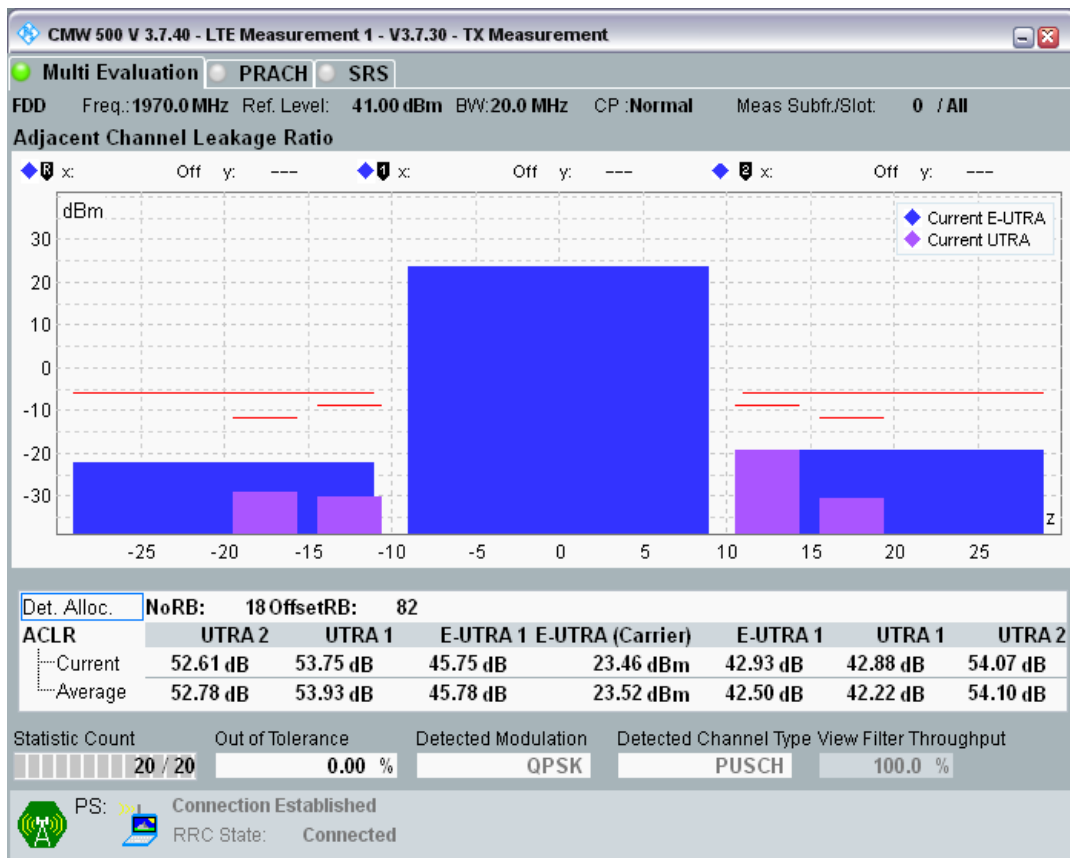 CMW 500 V 3.7.40 - LTE Measurement 1 - V3.7.30 - TX Measurement
Multi Evaluation PRACH SRS
FDD Freq.: 1970.0 MHz Ref. Level: 41.00 dBm BW: 20.0 MHz CP : Normal Meas Subfr./Slot: 0 / All
Adjacent Channel Leakage Ratio
R x: Off y: --- 1 x: Off y: --- 2 x: Off y: ---
dBm
Current E-UTRA
Current UTRA
30
20
10
0
-10
-20
-30
z
-25 -20 -15 -10 -5 0 5 10 15 20 25
Det. Alloc. NoRB: 18 OffsetRB: 82
ACLR UTRA 2 UTRA 1 E-UTRA 1 E-UTRA (Carrier) E-UTRA 1 UTRA 1 UTRA 2
Current 52.61 dB 53.75 dB 45.75 dB 23.46 dBm 42.93 dB 42.88 dB 54.07 dB
Average 52.78 dB 53.93 dB 45.78 dB 23.52 dBm 42.50 dB 42.22 dB 54.10 dB
Statistic Count Out of Tolerance Detected Modulation Detected Channel Type View Filter Throughput
20 / 20 0.00 % QPSK PUSCH 100.0 %
PS: Connection Established
RRC State: Connected